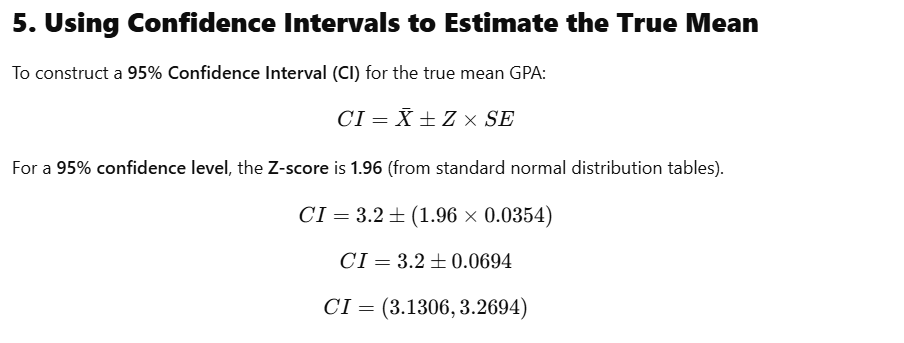 5. Using Confidence Intervals to Estimate the True Mean
To construct a 95% Confidence Interval (CI) for the true mean GPA:
CI = X̄ ± Z × SE
For a 95% confidence level, the Z-score is 1.96 (from standard normal distribution tables).
CI = 3.2 ± (1.96 × 0.0354)
CI = 3.2 ± 0.0694
CI = (3.1306, 3.2694)